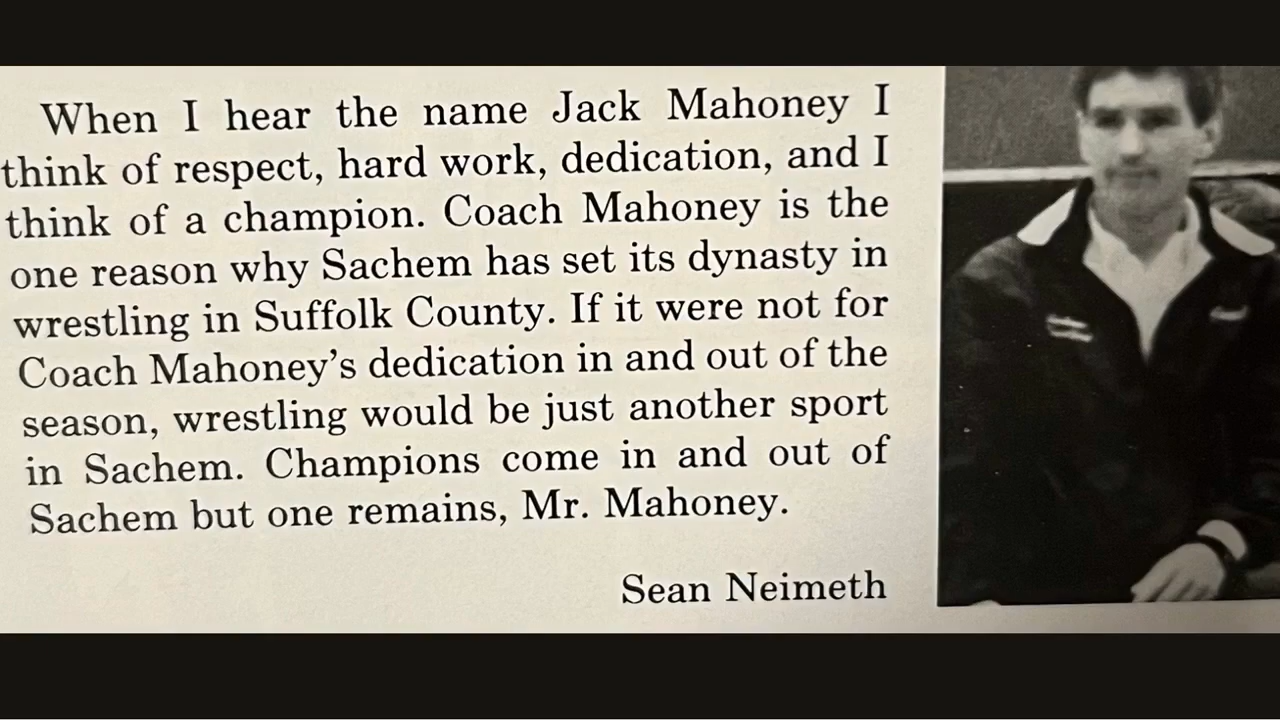 When I hear the name Jack Mahoney I
think of respect, hard work, dedication, and I
think of a champion. Coach Mahoney is the
one reason why Sachem has set its dynasty in
wrestling in Suffolk County. If it were not for
Coach Mahoney’s dedication in and out of the
season, wrestling would be just another sport
in Sachem. Champions come in and out of
Sachem but one remains, Mr. Mahoney.
Sean Neimeth